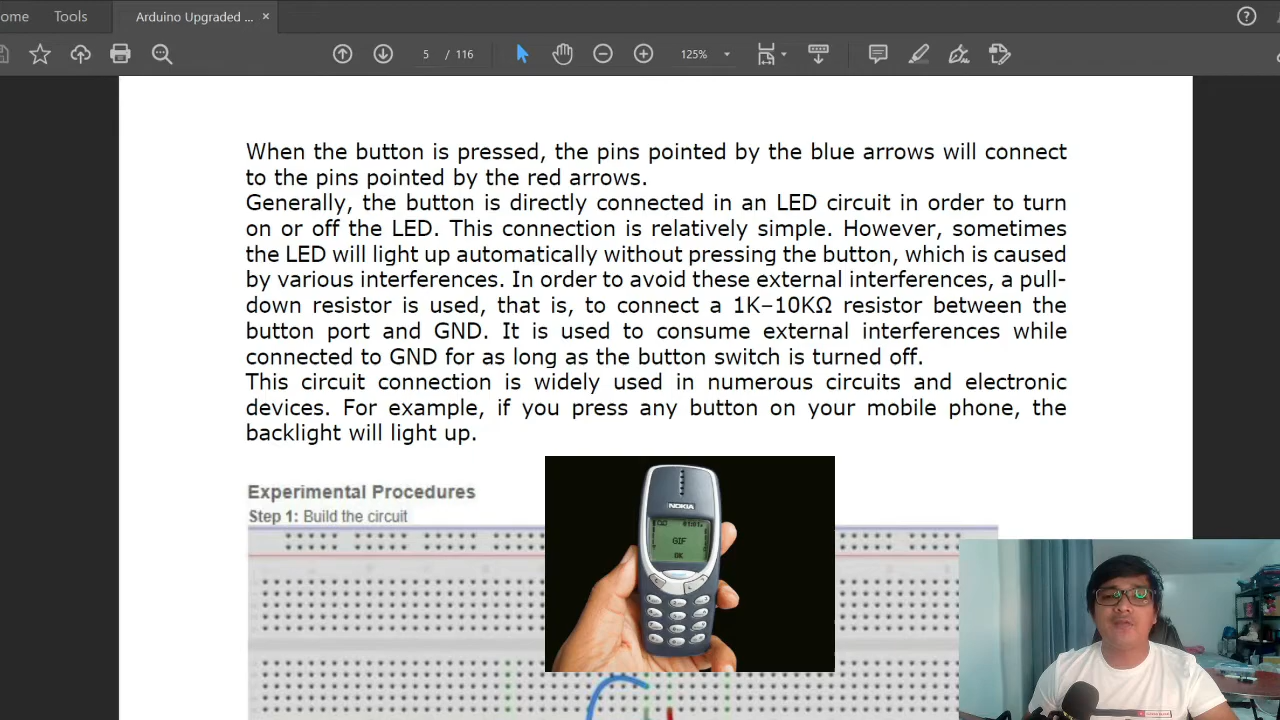 ome Tools Arduino Upgraded ... ×
5 / 116 125%
When the button is pressed, the pins pointed by the blue arrows will connect
to the pins pointed by the red arrows.
Generally, the button is directly connected in an LED circuit in order to turn
on or off the LED. This connection is relatively simple. However, sometimes
the LED will light up automatically without pressing the button, which is caused
by various interferences. In order to avoid these external interferences, a pull-
down resistor is used, that is, to connect a 1K–10KΩ resistor between the
button port and GND. It is used to consume external interferences while
connected to GND for as long as the button switch is turned off.
This circuit connection is widely used in numerous circuits and electronic
devices. For example, if you press any button on your mobile phone, the
backlight will light up.
Experimental Procedures
Step 1: Build the circuit
NOKIA
GIF
OK